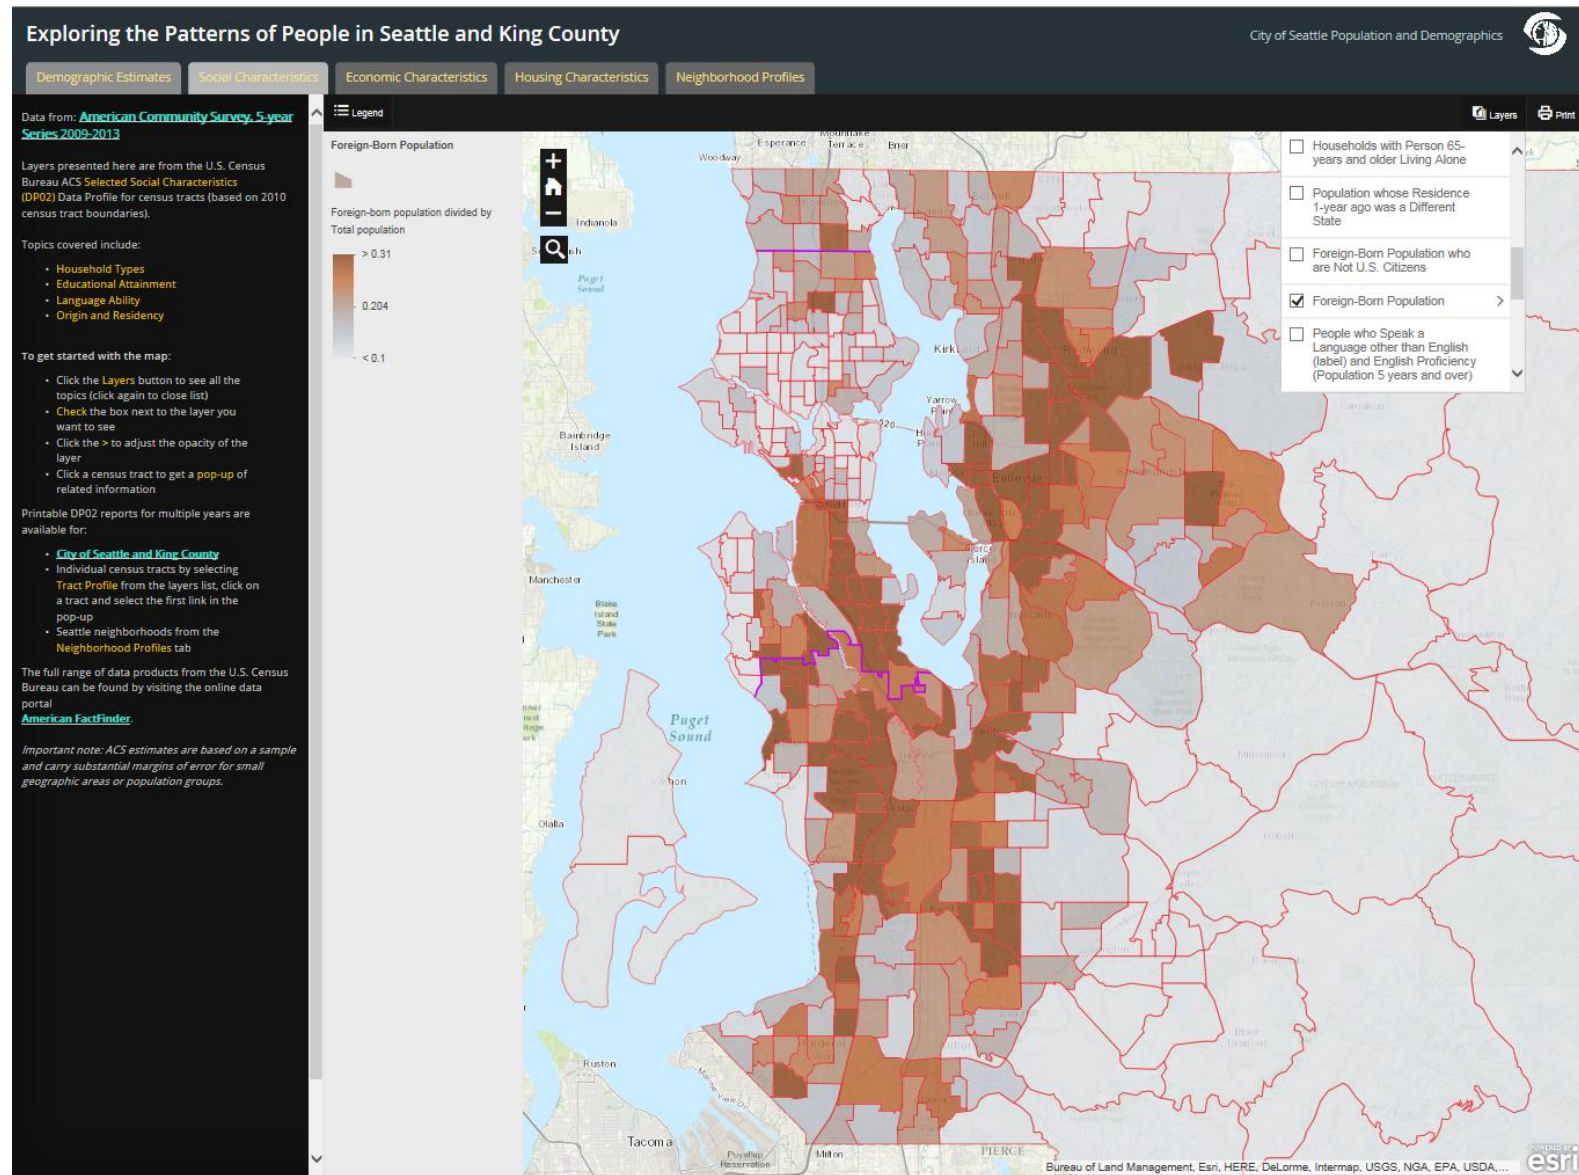 Exploring the Patterns of People in Seattle and King County
City of Seattle Population and Demographics
Demographic Estimates
Social Characteristics
Economic Characteristics
Housing Characteristics
Neighborhood Profiles
Data from: American Community Survey, 5-year
Series 2009-2013
Layers presented here are from the U.S. Census
Bureau ACS Selected Social Characteristics
(DP02) Data Profile for census tracts (based on 2010
census tract boundaries).
Topics covered include:
• Household Types
• Educational Attainment
• Language Ability
• Origin and Residency
To get started with the map:
• Click the Layers button to see all the
topics (click again to close list)
• Check the box next to the layer you
want to see
• Click the > to adjust the opacity of the
layer
• Click a census tract to get a pop-up of
related information
Printable DP02 reports for multiple years are
available for:
• City of Seattle and King County
• Individual census tracts by selecting
Tract Profile from the layers list, click on
a tract and select the first link in the
pop-up
• Seattle neighborhoods from the
Neighborhood Profiles tab
The full range of data products from the U.S. Census
Bureau can be found by visiting the online data
portal
American FactFinder.
Important note: ACS estimates are based on a sample
and carry substantial margins of error for small
geographic areas or population groups.
Legend
Layers
Print
Foreign-Born Population
Foreign-born population divided by
Total population
> 0.31
0.204
< 0.1
Households with Person 65-
years and older Living Alone
Population whose Residence
1-year ago was a Different
State
Foreign-Born Population who
are Not U.S. Citizens
Foreign-Born Population >
People who Speak a
Language other than English
(label) and English Proficiency
(Population 5 years and over)
Esperance
Terrace
Brier
Woodway
Indianola
Puget
Sound
Kirkland
Redmond
Yarrow
Point
520
Bainbridge
Island
Bellevue
Manchester
Blake
Island
State
Park
Preston
Puget
Sound
Olalla
Ruston
Tacoma
Puyallup
Reservation
Milton
PIERCE
Black
Diamond
Hobart
Bureau of Land Management, Esri, HERE, DeLorme, Intermap, USGS, NGA, EPA, USDA,...
POWERED BY
esri